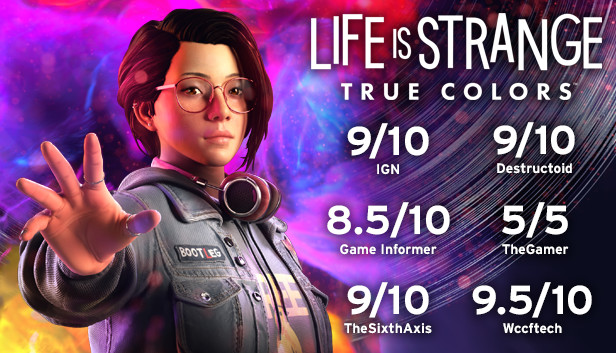 LIFE IS STRANGE
TRUE COLORS™
9/10
IGN
9/10
Destructoid
8.5/10
Game Informer
5/5
TheGamer
9/10
TheSixthAxis
9.5/10
Wccftech
BOOTLEG